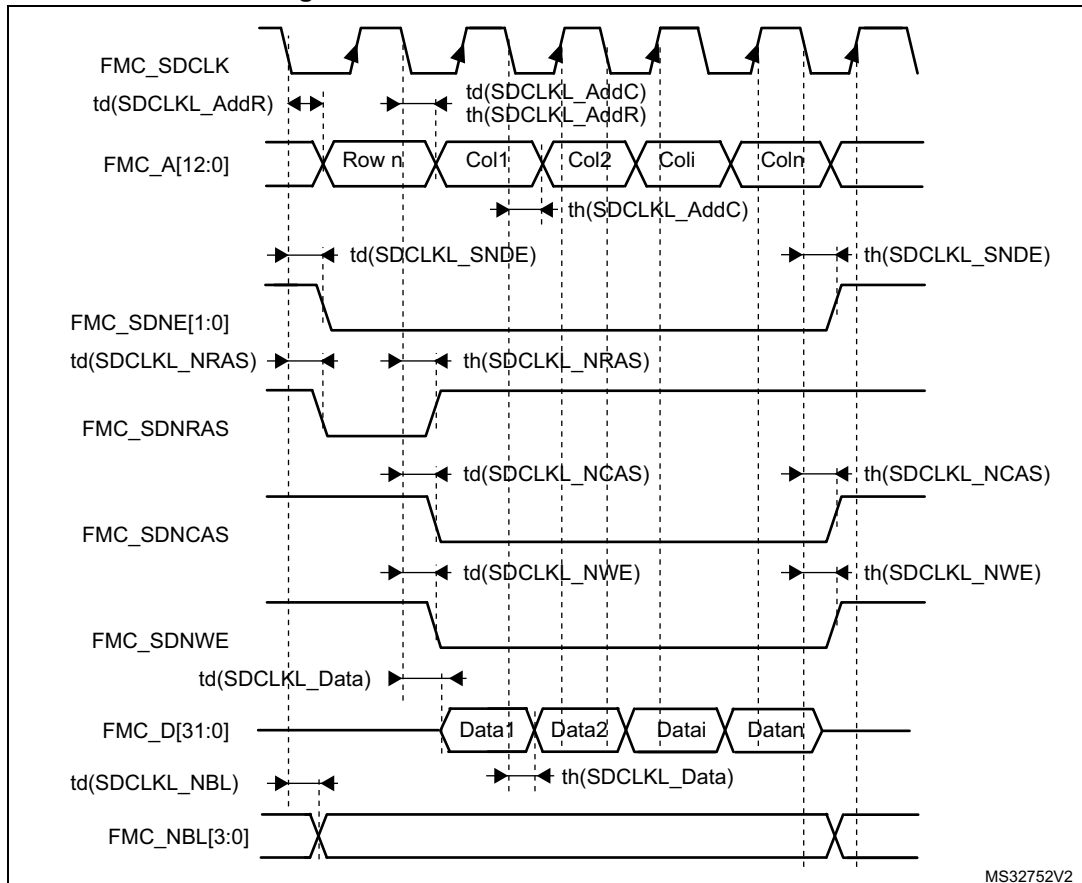 FMC_SDCLK
td(SDCLKL_AddR)
td(SDCLKL_AddC)
th(SDCLKL_AddR)
FMC_A[12:0]
Row n
Col1
Col2
Coli
Coln
th(SDCLKL_AddC)
td(SDCLKL_SNDE)
th(SDCLKL_SNDE)
FMC_SDNE[1:0]
td(SDCLKL_NRAS)
th(SDCLKL_NRAS)
FMC_SDNRAS
td(SDCLKL_NCAS)
th(SDCLKL_NCAS)
FMC_SDNCAS
td(SDCLKL_NWE)
th(SDCLKL_NWE)
FMC_SDNWE
td(SDCLKL_Data)
FMC_D[31:0]
Data1
Data2
Datai
Datan
td(SDCLKL_NBL)
th(SDCLKL_Data)
FMC_NBL[3:0]
MS32752V2